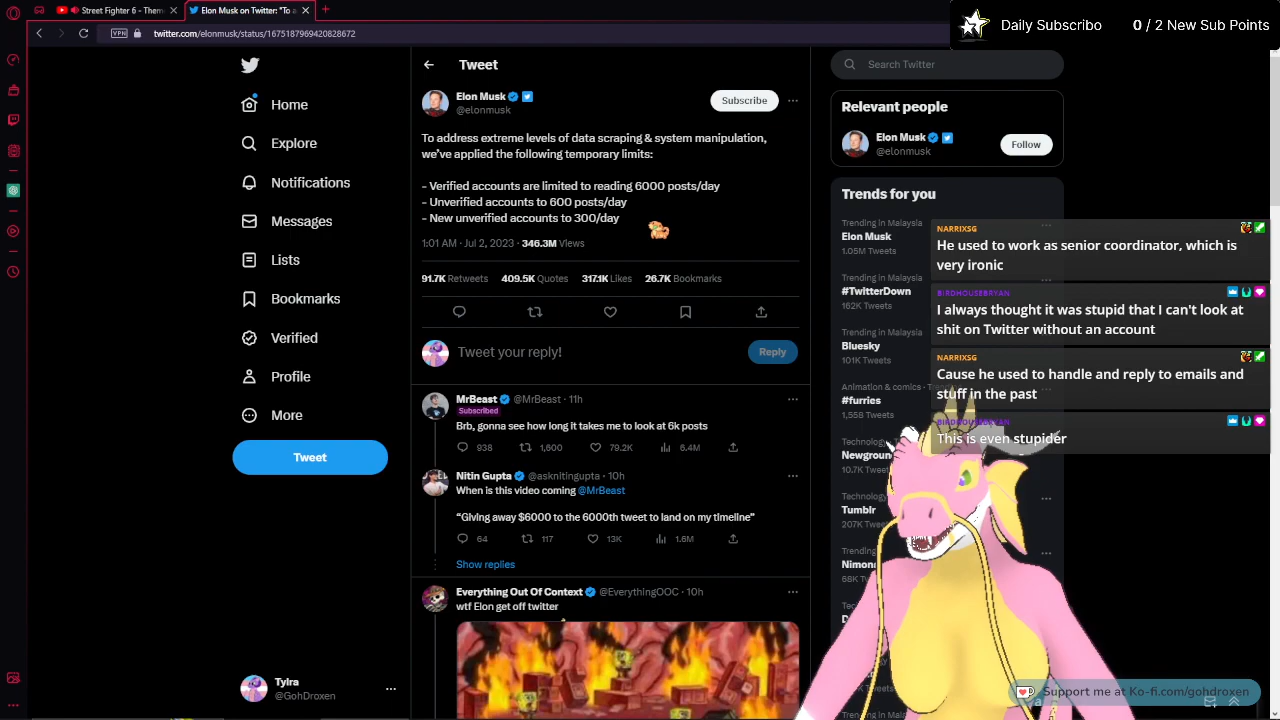 Street Fighter 6 - Them
Elon Musk on Twitter: "To a
VPN
twitter.com/elonmusk/status/1675187969420828672
Daily Subscribo
0 / 2 New Sub Points
Home
Explore
Notifications
Messages
Lists
Bookmarks
Verified
Profile
More
Tweet
Tylra
@GohDroxen
Tweet
Elon Musk
@elonmusk
Subscribe
To address extreme levels of data scraping & system manipulation,
we've applied the following temporary limits:
- Verified accounts are limited to reading 6000 posts/day
- Unverified accounts to 600 posts/day
- New unverified accounts to 300/day
1:01 AM · Jul 2, 2023 · 346.3M Views
91.7K Retweets 409.5K Quotes 317.1K Likes 26.7K Bookmarks
Tweet your reply!
Reply
MrBeast @MrBeast · 11h
Subscribed
Brb, gonna see how long it takes me to look at 6k posts
938 1,600 79.2K 6.4M
Nitin Gupta @asknitingupta · 10h
When is this video coming @MrBeast
"Giving away $6000 to the 6000th tweet to land on my timeline"
64 117 13K 1.6M
Show replies
Everything Out Of Context @EverythingOOC · 10h
wtf Elon get off twitter
Search Twitter
Relevant people
Elon Musk
@elonmusk
Follow
Trends for you
Trending in Malaysia
Elon Musk
1.05M Tweets
Trending in Malaysia
#TwitterDown
162K Tweets
Trending in Malaysia
Bluesky
101K Tweets
Animation & comics · Trending
#furries
1,558 Tweets
Technology
Newground
10.7K Tweets
Technology
Tumblr
207K Tweets
Trending
Nimona
68K Tweets
NARRIXSG
He used to work as senior coordinator, which is
very ironic
BIRDHOUSEBRYAN
I always thought it was stupid that I can't look at
shit on Twitter without an account
NARRIXSG
Cause he used to handle and reply to emails and
stuff in the past
BIRDHOUSEBRYAN
This is even stupider
Support me at Ko-fi.com/gohdroxen